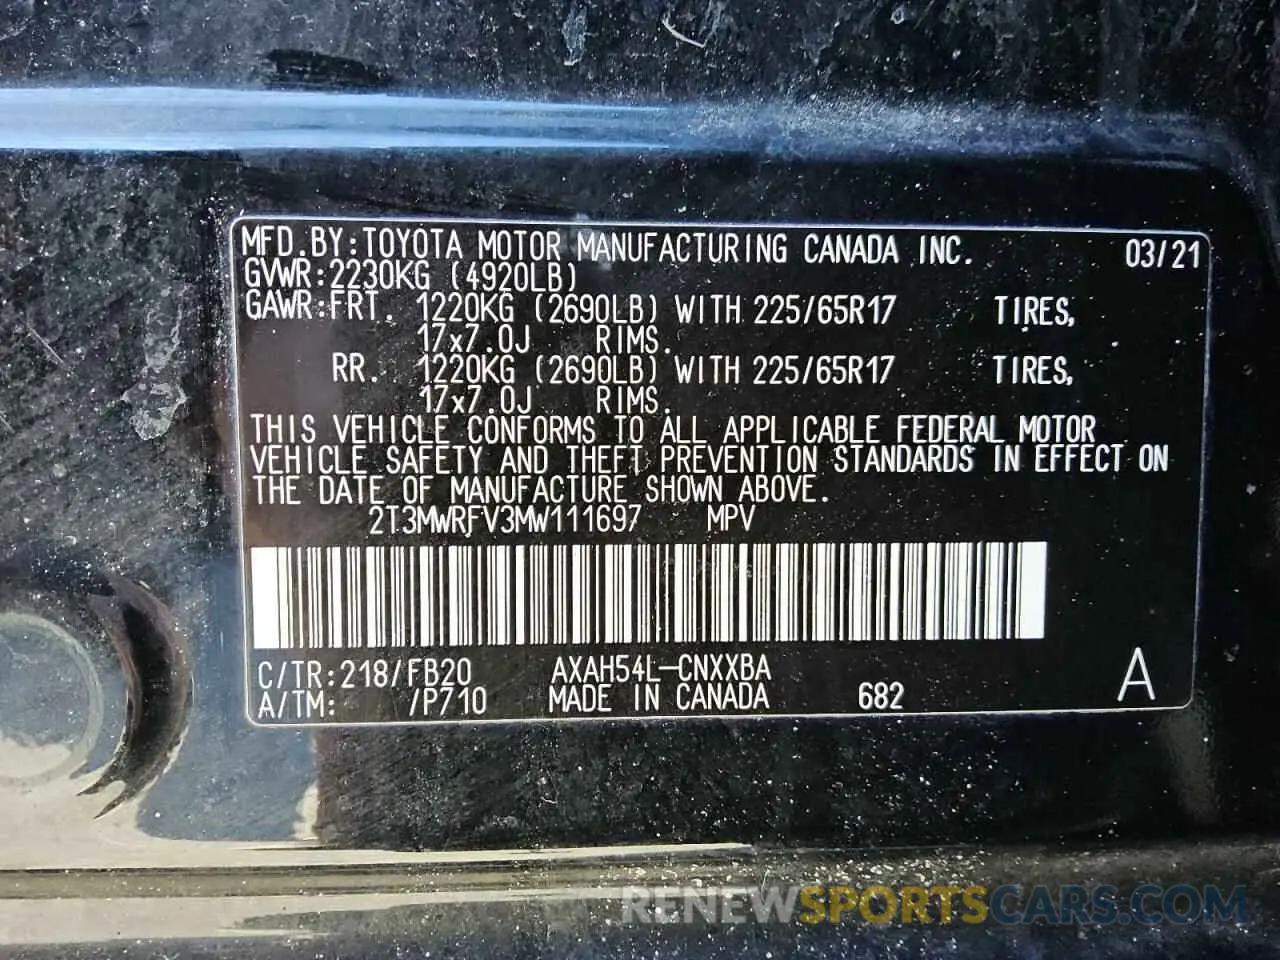 MFD.BY:TOYOTA MOTOR MANUFACTURING CANADA INC. 03/21
GVWR:2230KG (4920LB)
GAWR:FRT. 1220KG (2690LB) WITH 225/65R17 TIRES,
17x7.0J RIMS.
RR. 1220KG (2690LB) WITH 225/65R17 TIRES,
17x7.0J RIMS.
THIS VEHICLE CONFORMS TO ALL APPLICABLE FEDERAL MOTOR
VEHICLE SAFETY AND THEFT PREVENTION STANDARDS IN EFFECT ON
THE DATE OF MANUFACTURE SHOWN ABOVE.
2T3MWRFV3MW111697 MPV
C/TR:218/FB20 AXAH54L-CNXXBA
A/TM: /P710 MADE IN CANADA 682 A
RENEWSPORTSCARS.COM